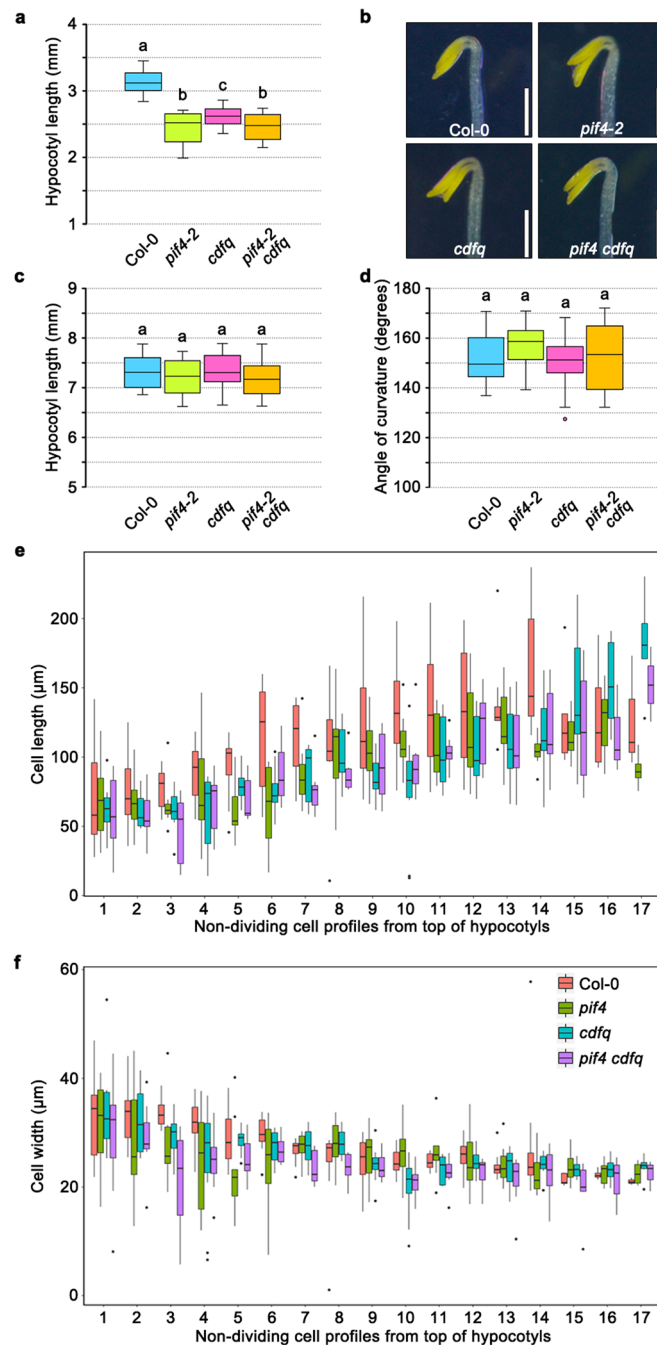 a
Hypocotyl length (mm)
4
3
2
1
a
b
c
b
Col-0
pif4-2
cdfq
pif4-2
cdfq
b
Col-0
pif4-2
cdfq
pif4 cdfq
c
Hypocotyl length (mm)
9
8
7
6
5
a
a
a
a
Col-0
pif4-2
cdfq
pif4-2
cdfq
d
Angle of curvature (degrees)
180
160
140
120
100
a
a
a
a
Col-0
pif4-2
cdfq
pif4-2
cdfq
e
Cell length (µm)
200
150
100
50
0
1 2 3 4 5 6 7 8 9 10 11 12 13 14 15 16 17
Non-dividing cell profiles from top of hypocotyls
f
Cell width (µm)
60
40
20
0
Col-0
pif4
cdfq
pif4 cdfq
1 2 3 4 5 6 7 8 9 10 11 12 13 14 15 16 17
Non-dividing cell profiles from top of hypocotyls